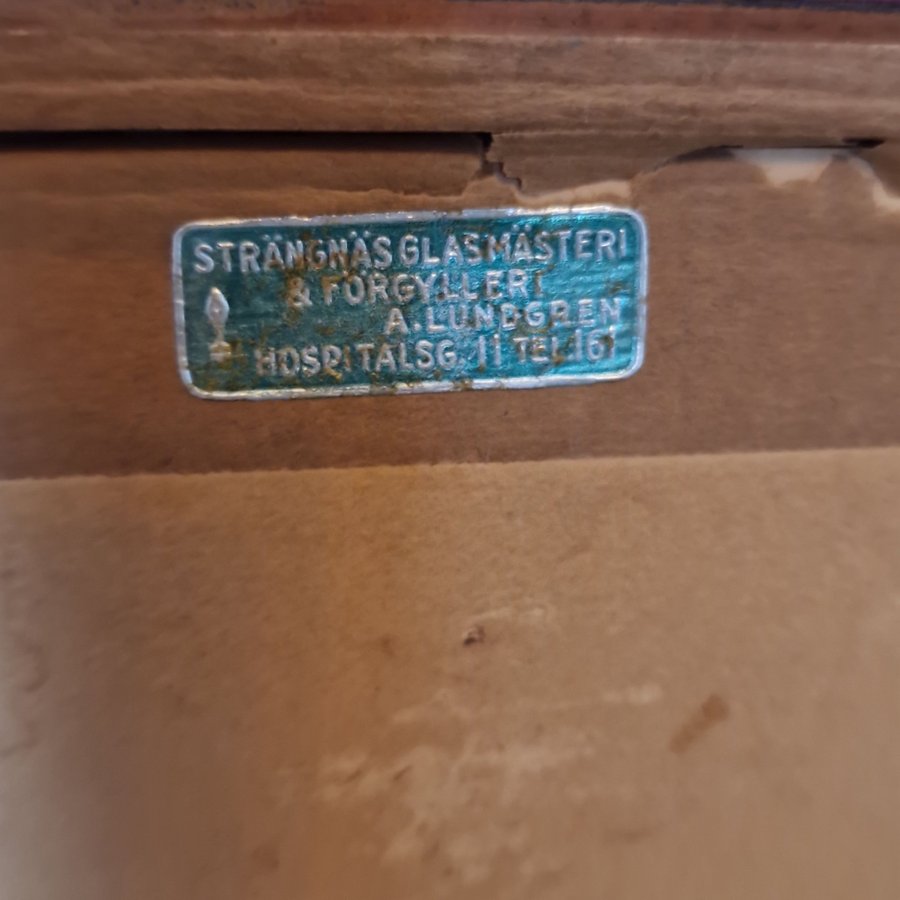 STRÄNGNÄS GLASMÄSTERI
& FÖRGYLLERI
A. LUNDGREN
HOSPITALSG. 11 TEL. 161